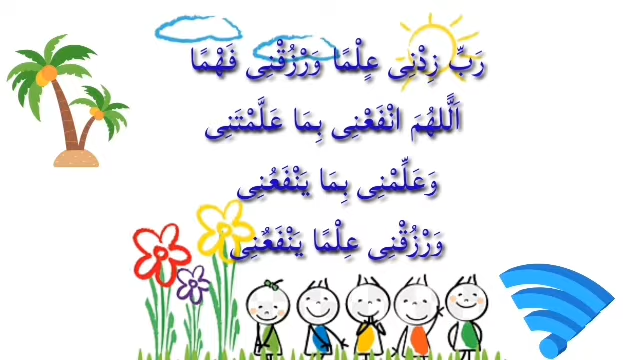 رَبِّ زِدْنِى عِلْمًا وَرْزُقْنِى فَهْمًا
اَللّٰهُمَ انْفَعْنِى بِمَا عَلَّمْتَنِى
وَعَلِّمْنِى بِمَا يَنْفَعُنِى
وَرْزُقْنِى عِلْمًا يَنْفَعُنِى